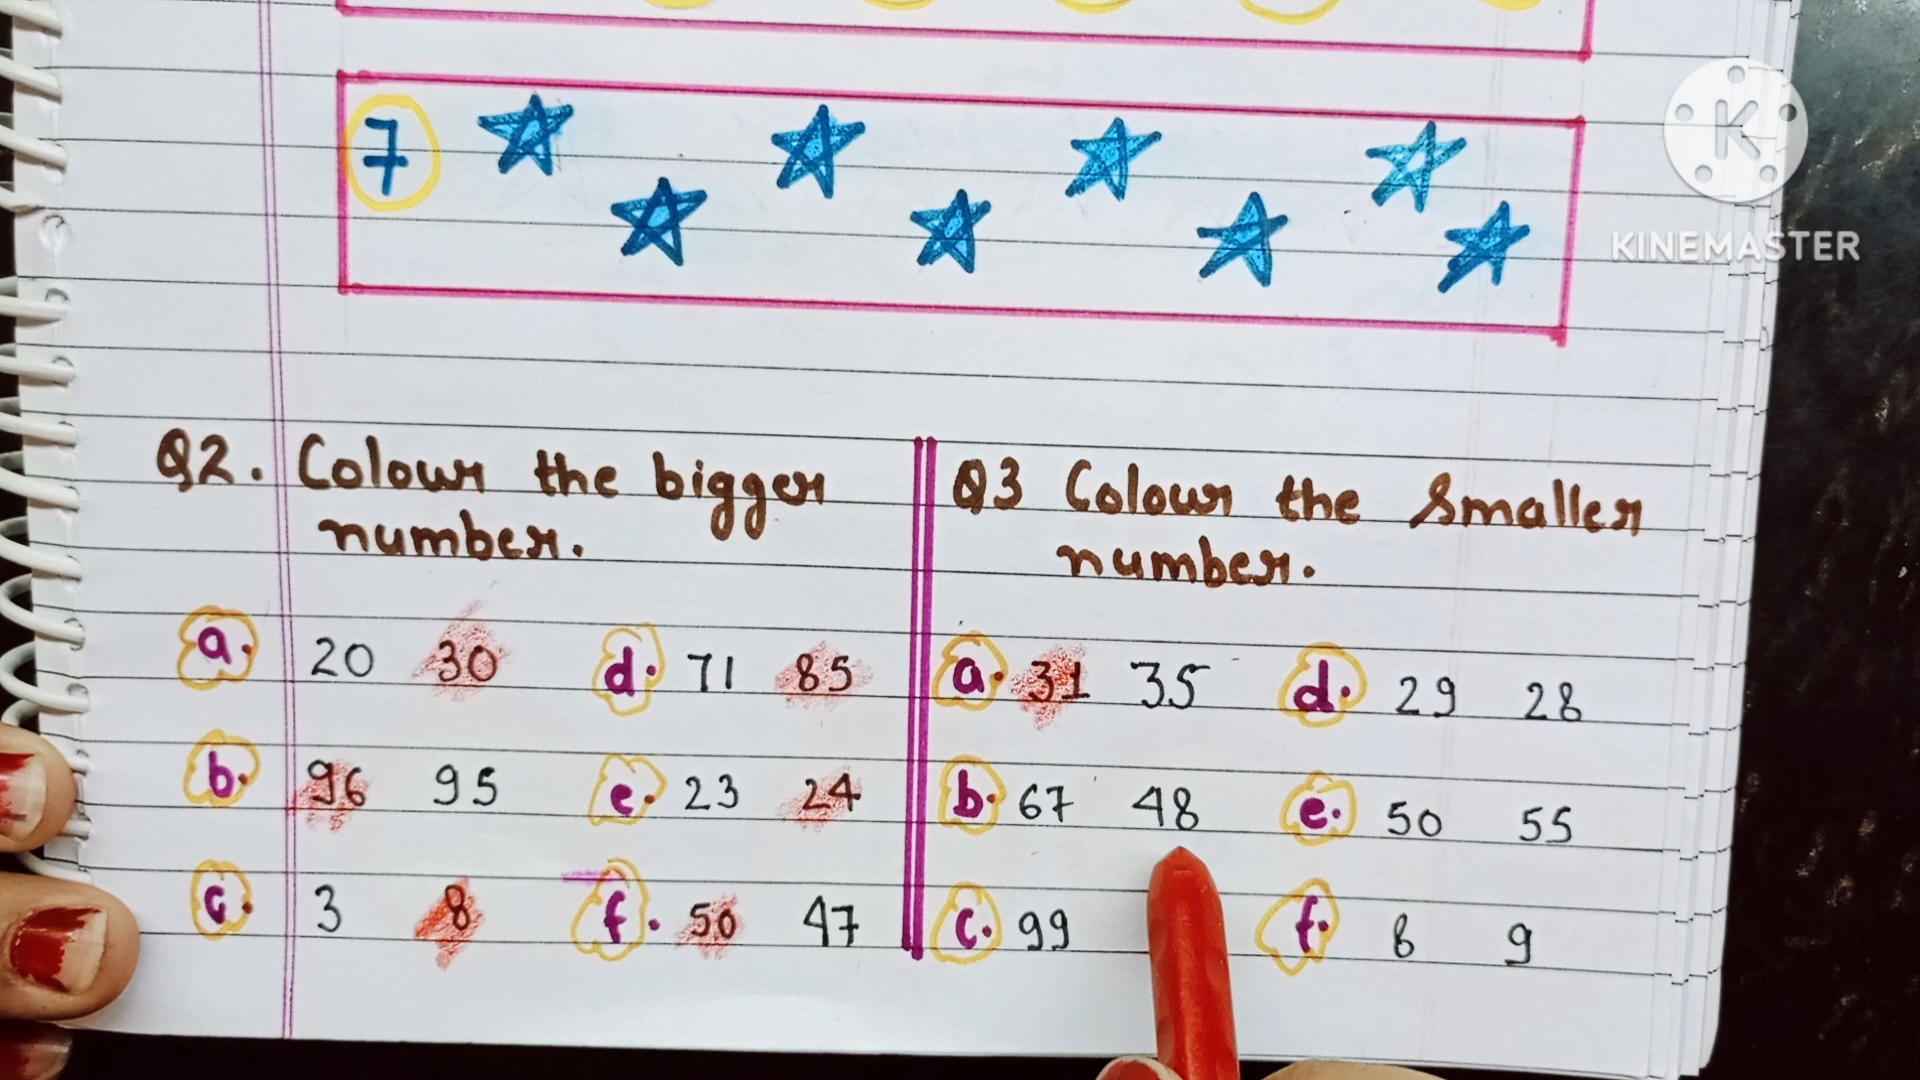 7
K
KINEMASTER
Q2. Colour the bigger
number.
a. 20 30 d. 71 85
b. 96 95 e. 23 24
c. 3 8 f. 50 47
Q3 Colour the Smaller
number.
a. 31 35 d. 29 28
b. 67 48 e. 50 55
c. 99 f. 8 9